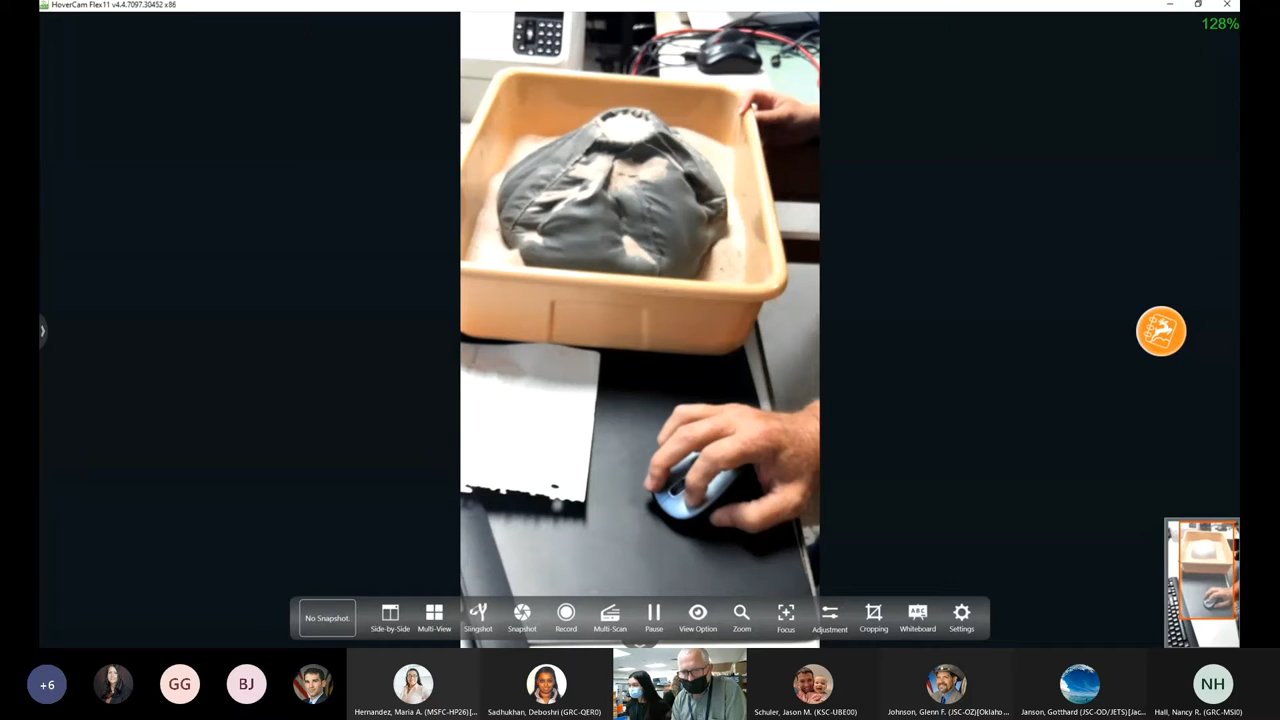 HoverCam Flex11 v4.4.7097.30452 x86
128%
No Snapshot.
Side-by-Side
Multi-View
Slingshot
Snapshot
Record
Multi-Scan
Pause
View Option
Zoom
Focus
Adjustment
Cropping
ABC
Whiteboard
Settings
+6
GG
BJ
Hernandez, Maria A. (MSFC-HP26)[...
Sadhukhan, Deboshri (GRC-QER0)
Schuler, Jason M. (KSC-UBE00)
Johnson, Glenn F. (JSC-OZ)[Oklaho...
Janson, Gotthard (JSC-OD/JETS)[Jac...
NH
Hall, Nancy R. (GRC-MSI0)